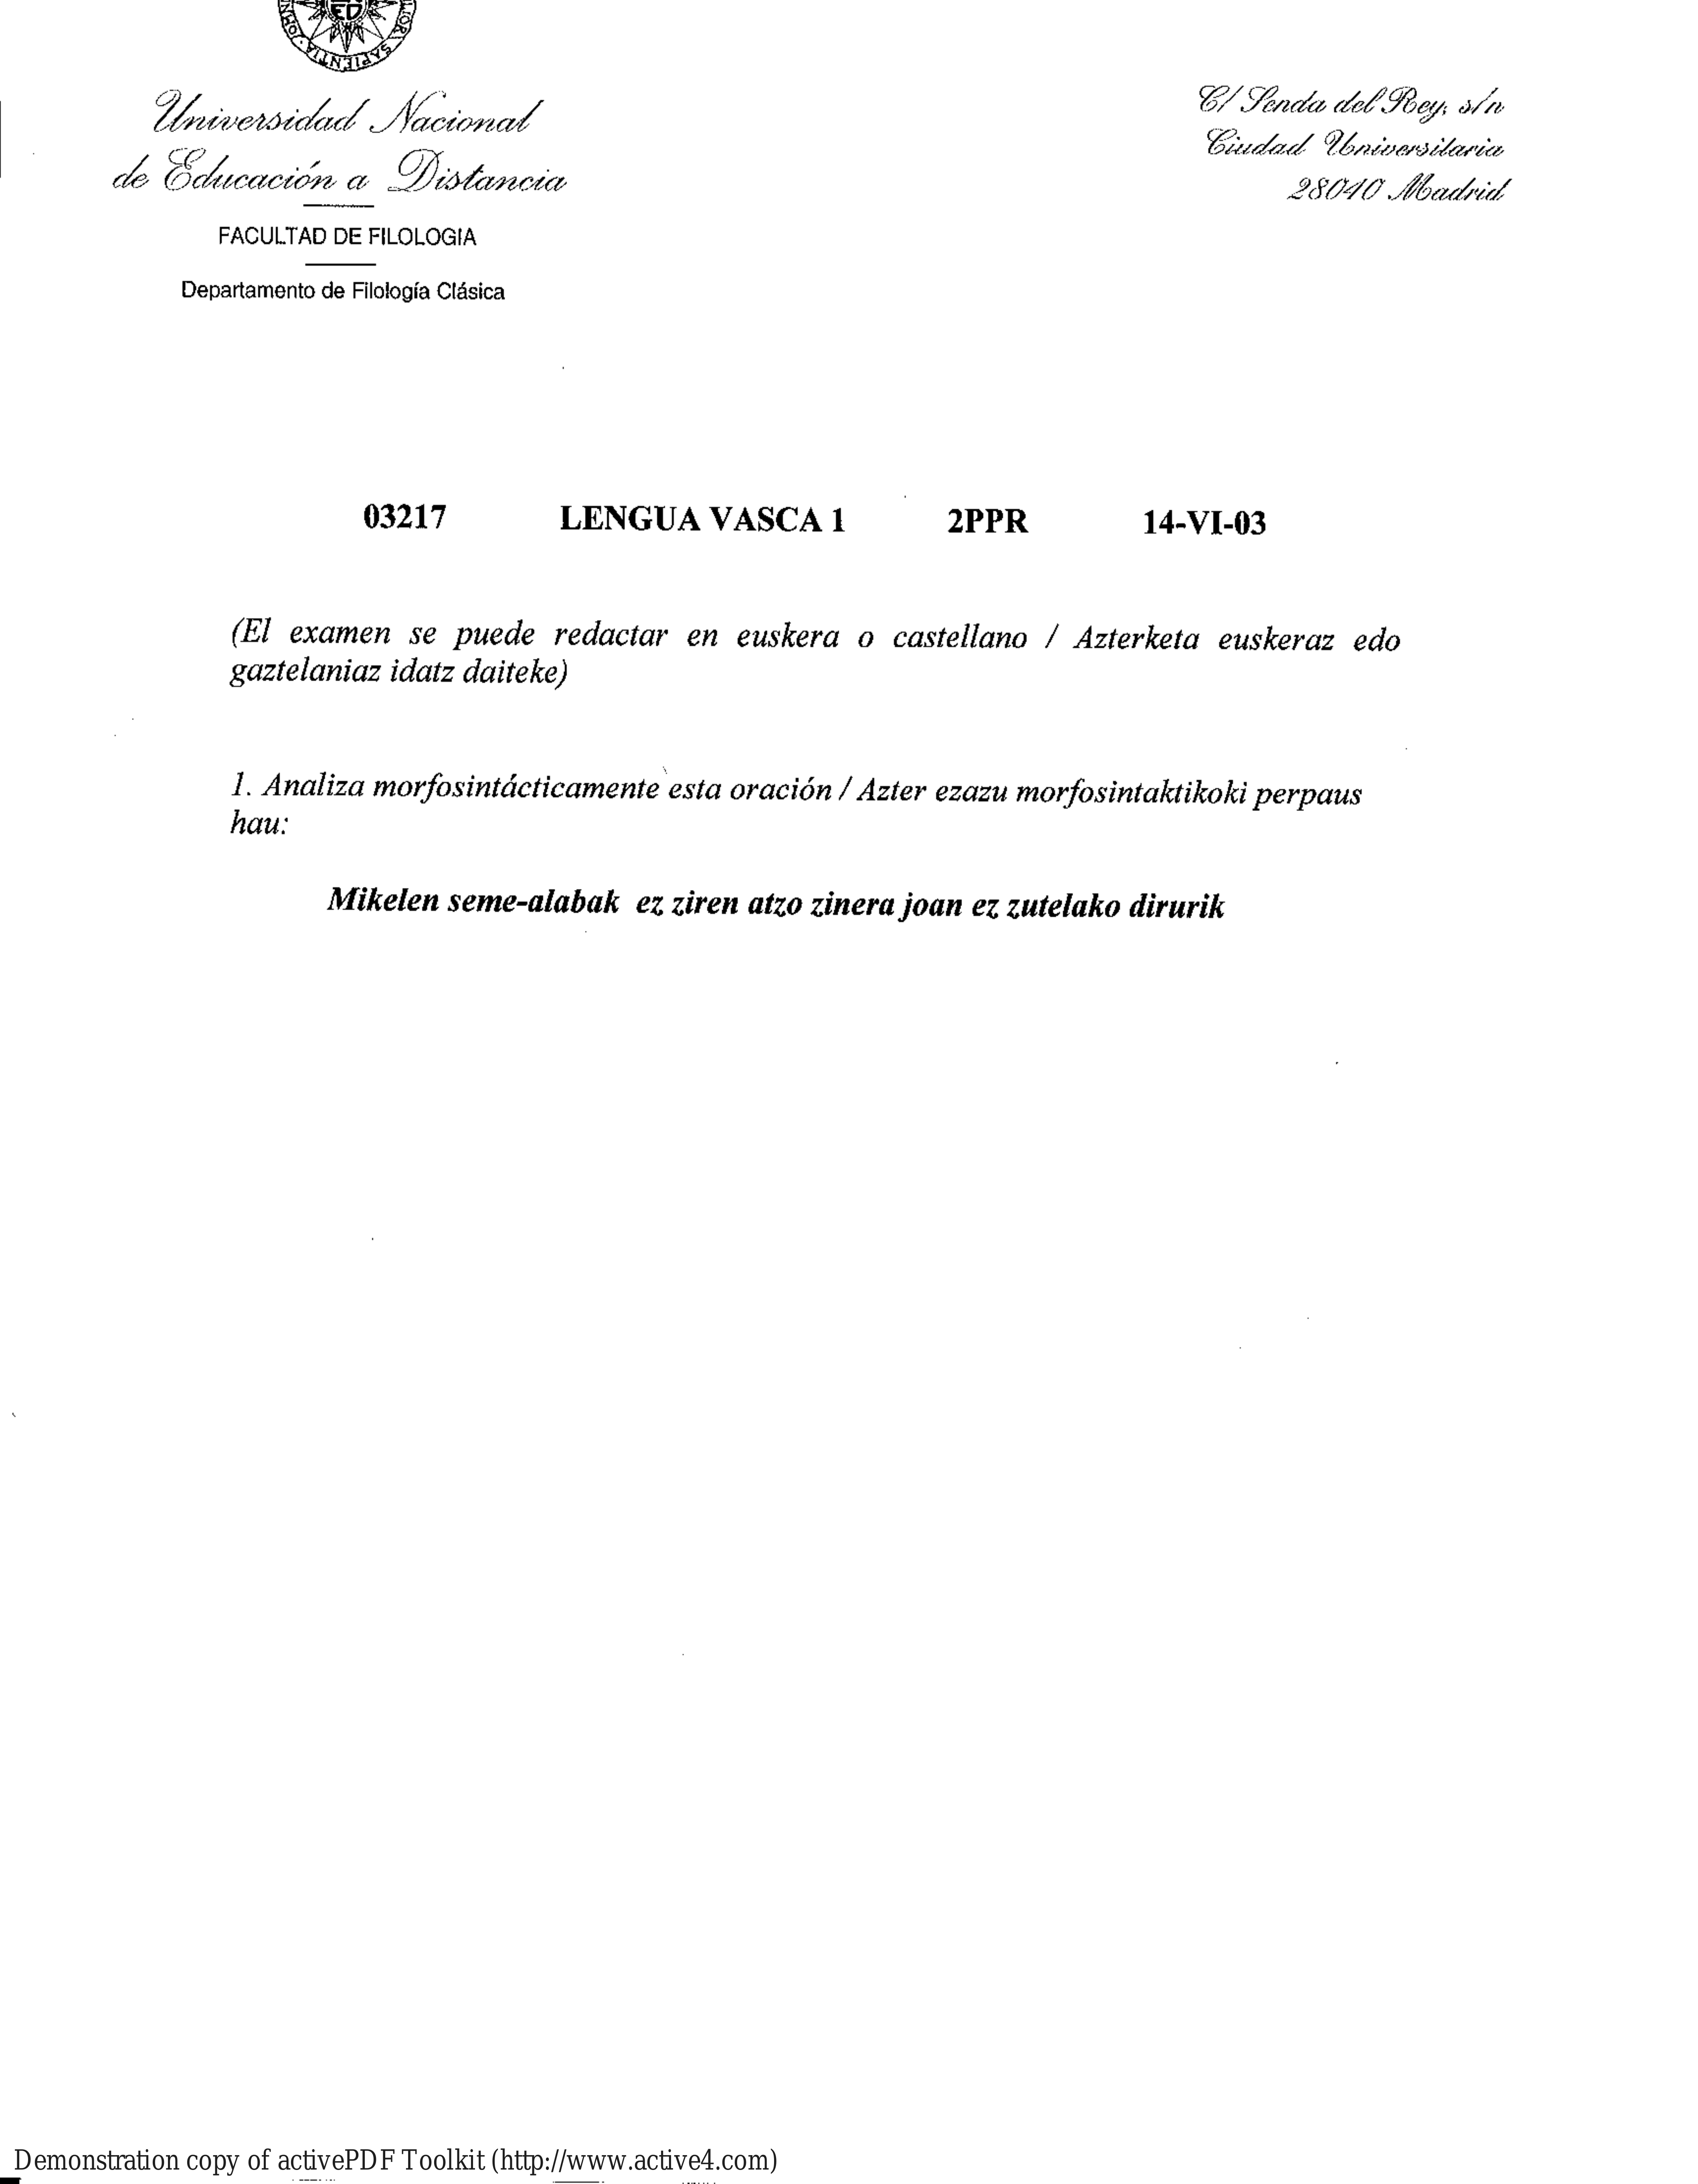 SAPIENTIA
Universidad Nacional
de Educación a Distancia
FACULTAD DE FILOLOGIA
Departamento de Filología Clásica
C/ Senda del Rey, s/n
Ciudad Universitaria
28040 Madrid
03217 LENGUA VASCA 1 2PPR 14-VI-03
(El examen se puede redactar en euskera o castellano / Azterketa euskeraz edo
gaztelaniaz idatz daiteke)
1. Analiza morfosintácticamente esta oración / Azter ezazu morfosintaktikoki perpaus
hau:
Mikelen seme-alabak ez ziren atzo zinera joan ez zutelako dirurik
Demonstration copy of activePDF Toolkit (http://www.active4.com)